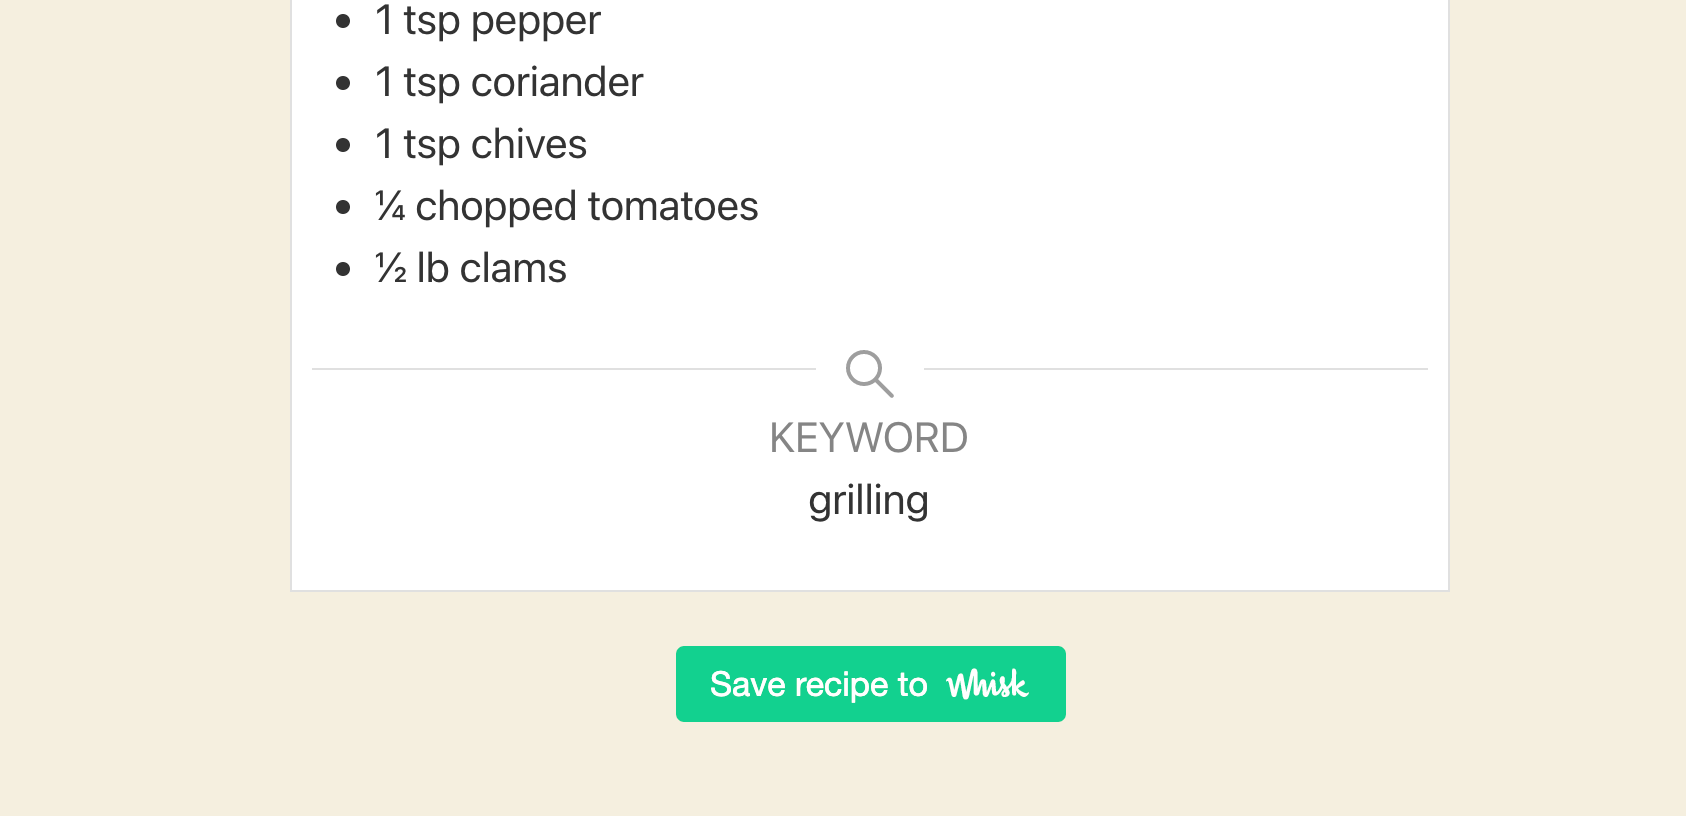 1 tsp pepper
1 tsp coriander
1 tsp chives
¼ chopped tomatoes
½ lb clams
KEYWORD
grilling
Save recipe to Whisk